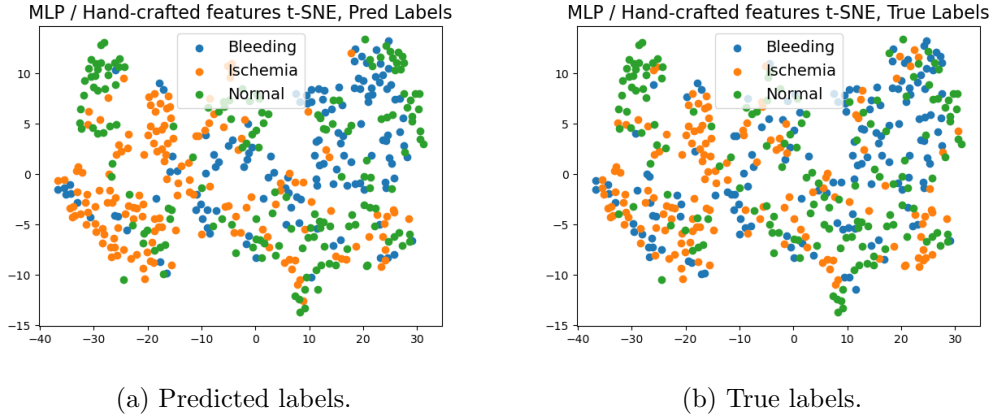 MLP / Hand-crafted features t-SNE, Pred Labels
Bleeding
Ischemia
Normal
10
5
0
−5
−10
−15
−40 −30 −20 −10 0 10 20 30
(a) Predicted labels.
MLP / Hand-crafted features t-SNE, True Labels
Bleeding
Ischemia
Normal
10
5
0
−5
−10
−15
−40 −30 −20 −10 0 10 20 30
(b) True labels.